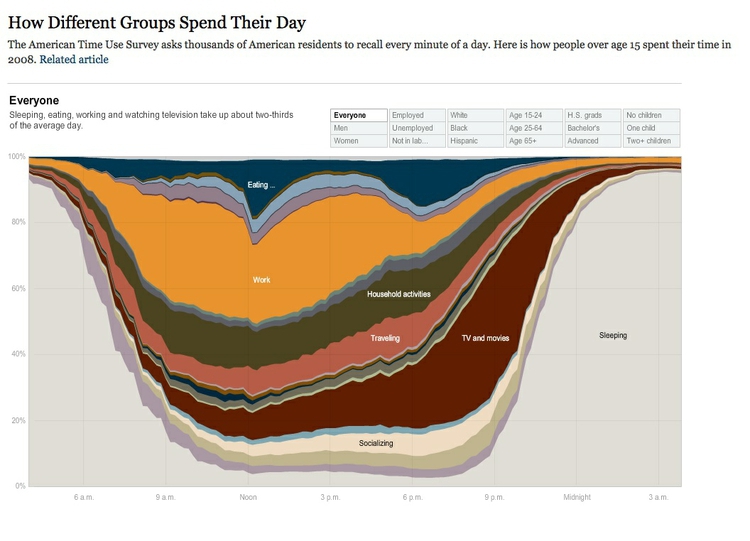 How Different Groups Spend Their Day
The American Time Use Survey asks thousands of American residents to recall every minute of a day. Here is how people over age 15 spent their time in
2008. Related article
Everyone
Sleeping, eating, working and watching television take up about two-thirds
of the average day.
Everyone Employed White Age 15-24 H.S. grads No children
Men Unemployed Black Age 25-64 Bachelor's One child
Women Not in lab... Hispanic Age 65+ Advanced Two+ children
100%
Eating ...
80%
Work
60%
Household activities
Traveling
TV and movies
Sleeping
40%
20%
Socializing
0%
6 a.m. 9 a.m. Noon 3 p.m. 6 p.m. 9 p.m. Midnight 3 a.m.